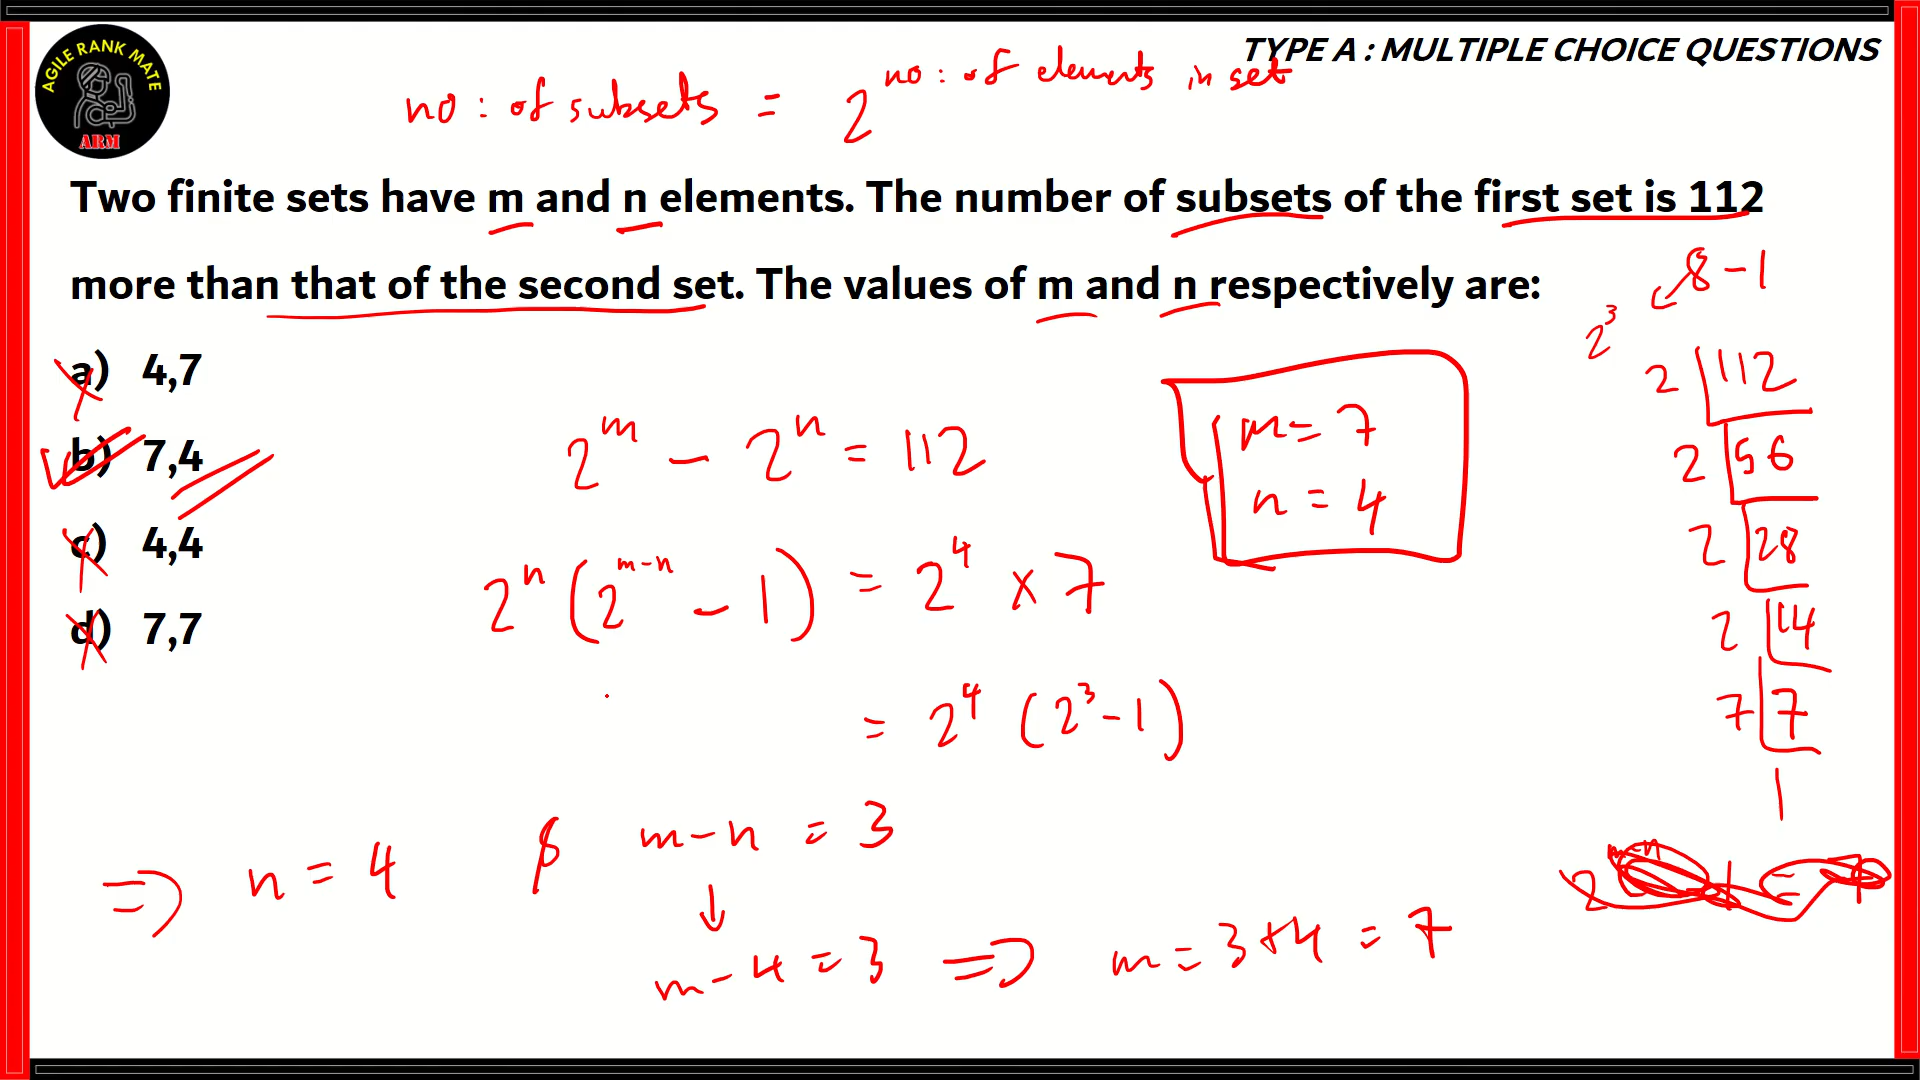 AGILE RANK MATE
ARM
TYPE A : MULTIPLE CHOICE QUESTIONS
no : of subsets = 2^no : of elements in set
Two finite sets have m and n elements. The number of subsets of the first set is 112
more than that of the second set. The values of m and n respectively are:
8 - 1
2^3
a) 4,7
b) 7,4
c) 4,4
d) 7,7
2^m - 2^n = 112
m = 7
n = 4
2^n (2^m-n - 1) = 2^4 × 7
= 2^4 (2^3 - 1)
2 | 112
2 | 56
2 | 28
2 | 14
7 | 7
1
⇒ n = 4 & m - n = 3
↓
m - 4 = 3 ⇒ m = 3 + 4 = 7